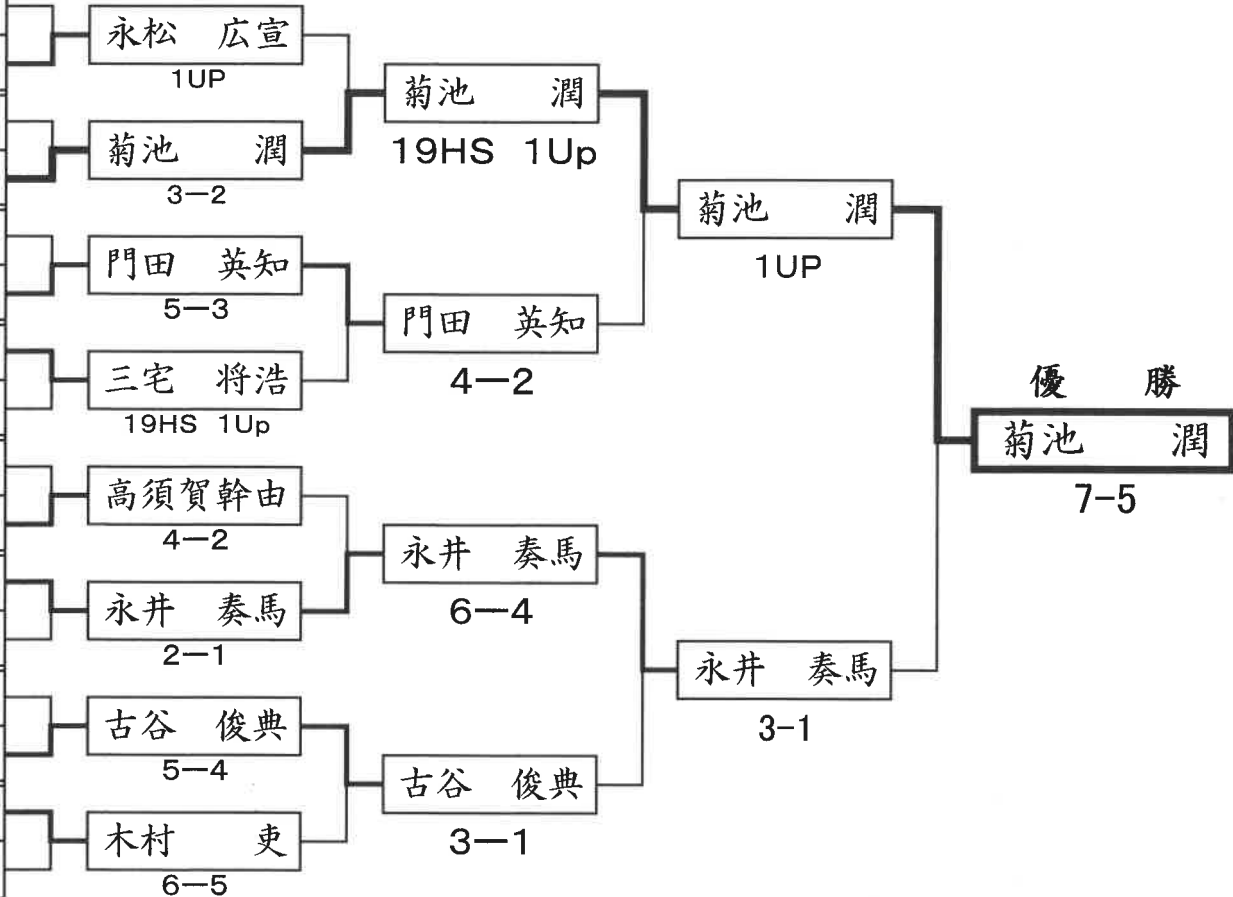 永松 広宣
1UP
菊池 潤
3―2
門田 英知
5―3
三宅 将浩
19HS 1Up
高須賀幹由
4―2
永井 奏馬
2―1
古谷 俊典
5―4
木村 吏
6―5
菊池 潤
19HS 1Up
門田 英知
4―2
永井 奏馬
6―4
古谷 俊典
3―1
菊池 潤
1UP
永井 奏馬
3-1
優 勝
菊池 潤
7-5